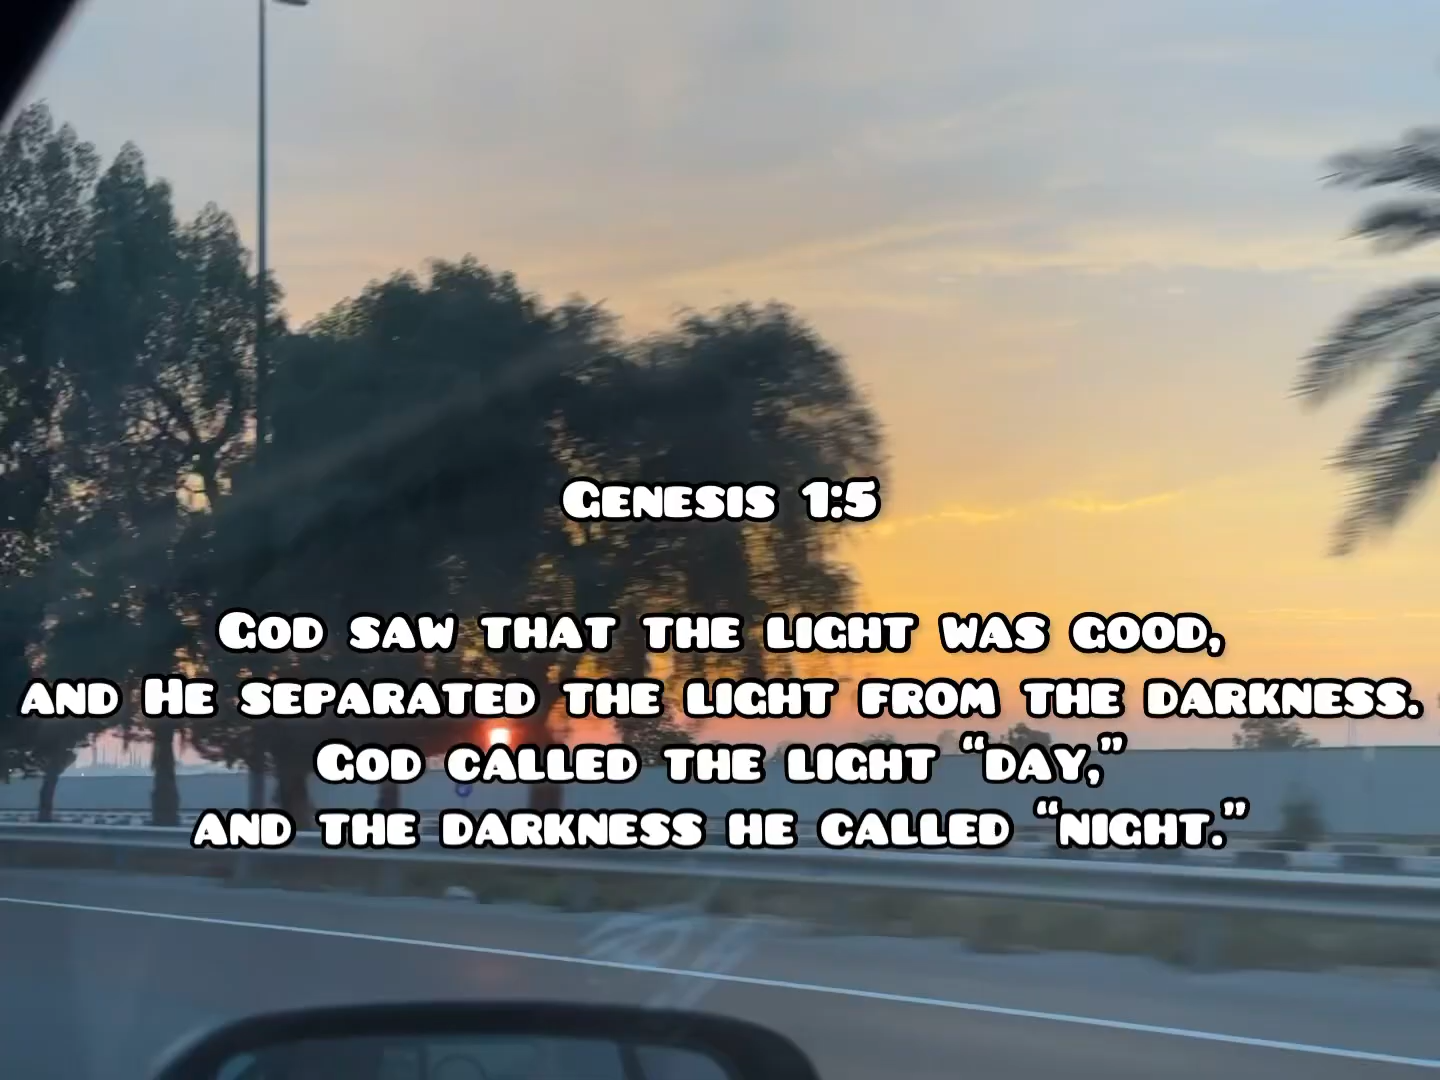 Genesis 1:5
God saw that the light was good,
and He separated the light from the darkness.
God called the light “day,”
and the darkness he called “night.”